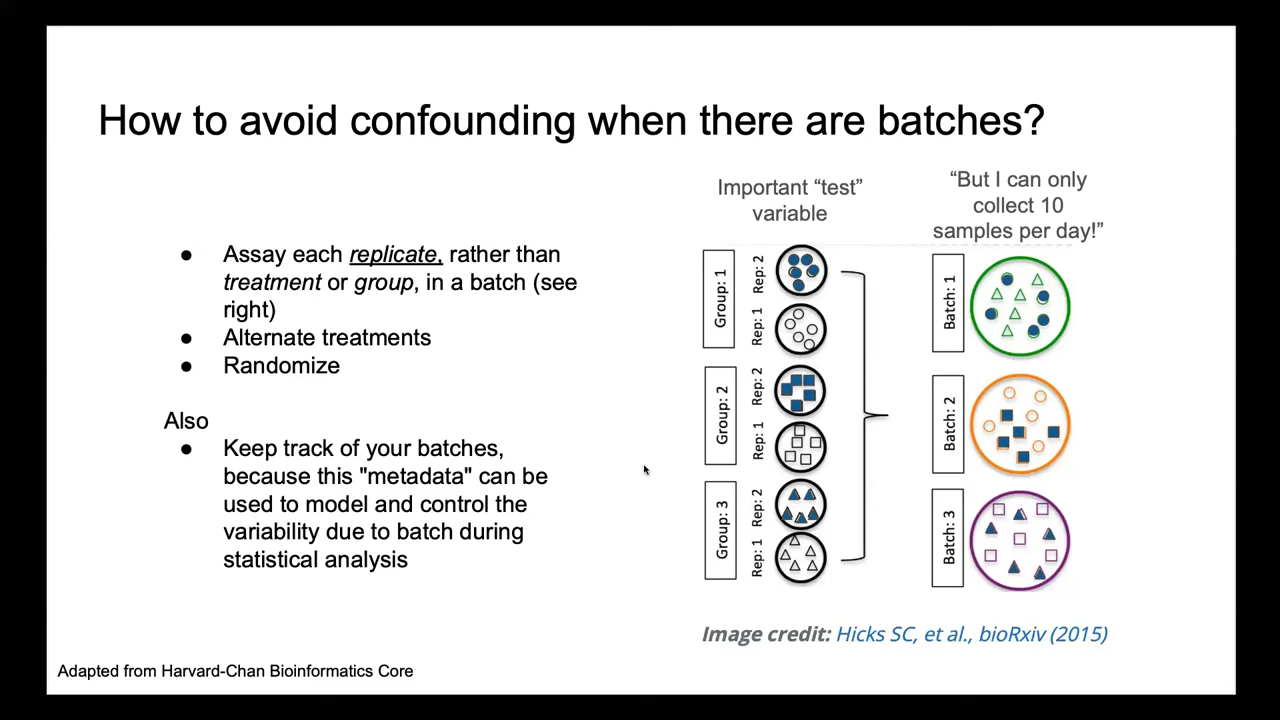 How to avoid confounding when there are batches?
● Assay each replicate, rather than
treatment or group, in a batch (see
right)
● Alternate treatments
● Randomize
Also
● Keep track of your batches,
because this "metadata" can be
used to model and control the
variability due to batch during
statistical analysis
Important “test”
variable
“But I can only
collect 10
samples per day!”
Group: 1
Rep: 2
Rep: 1
Group: 2
Rep: 2
Rep: 1
Group: 3
Rep: 2
Rep: 1
Batch: 1
Batch: 2
Batch: 3
Image credit: Hicks SC, et al., bioRxiv (2015)
Adapted from Harvard-Chan Bioinformatics Core